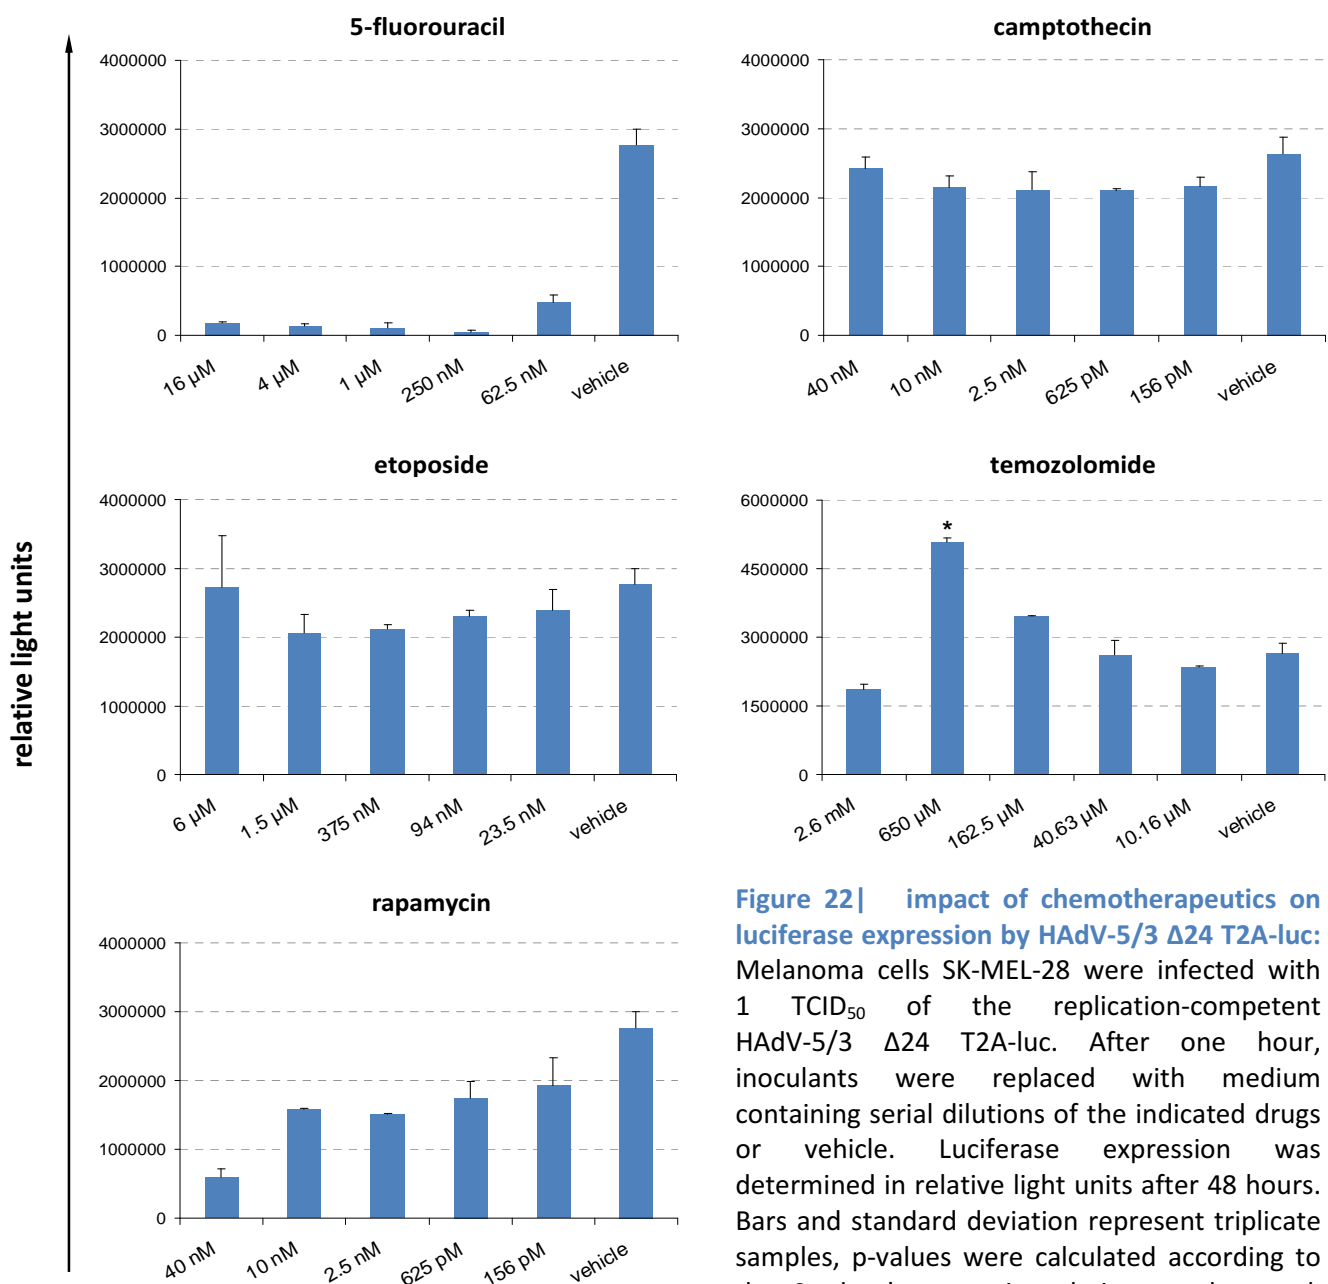 5-fluorouracil
4000000
3000000
2000000
1000000
0
16 µM 4 µM 1 µM 250 nM 62.5 nM vehicle
camptothecin
4000000
3000000
2000000
1000000
0
40 nM 10 nM 2.5 nM 625 pM 156 pM vehicle
relative light units
etoposide
4000000
3000000
2000000
1000000
0
6 µM 1.5 µM 375 nM 94 nM 23.5 nM vehicle
temozolomide
6000000
4500000
3000000
1500000
0
*
2.6 mM 650 µM 162.5 µM 40.63 µM 10.16 µM vehicle
rapamycin
4000000
3000000
2000000
1000000
0
40 nM 10 nM 2.5 nM 625 pM 156 pM vehicle
Figure 22| impact of chemotherapeutics on
luciferase expression by HAdV-5/3 Δ24 T2A-luc:
Melanoma cells SK-MEL-28 were infected with
1 TCID₅₀ of the replication-competent
HAdV-5/3 Δ24 T2A-luc. After one hour,
inoculants were replaced with medium
containing serial dilutions of the indicated drugs
or vehicle. Luciferase expression was
determined in relative light units after 48 hours.
Bars and standard deviation represent triplicate
samples, p-values were calculated according to